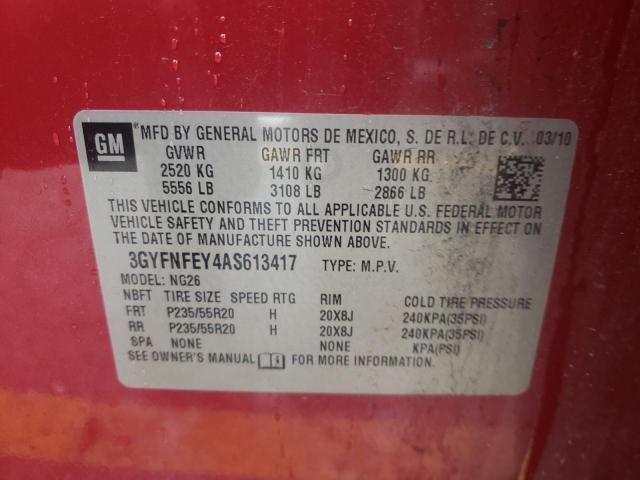 GM MFD BY GENERAL MOTORS DE MEXICO, S. DE R.L. DE C.V. 03/10
GVWR GAWR FRT GAWR RR
2520 KG 1410 KG 1300 KG
5556 LB 3108 LB 2866 LB
THIS VEHICLE CONFORMS TO ALL APPLICABLE U.S. FEDERAL MOTOR
VEHICLE SAFETY AND THEFT PREVENTION STANDARDS IN EFFECT ON
THE DATE OF MANUFACTURE SHOWN ABOVE.
3GYFNFEY4AS613417 TYPE: M.P.V.
MODEL: NG26
NBFT TIRE SIZE SPEED RTG RIM COLD TIRE PRESSURE
FRT P235/55R20 H 20X8J 240KPA(35PSI)
RR P235/55R20 H 20X8J 240KPA(35PSI)
SPA NONE NONE KPA(PSI)
SEE OWNER'S MANUAL FOR MORE INFORMATION.